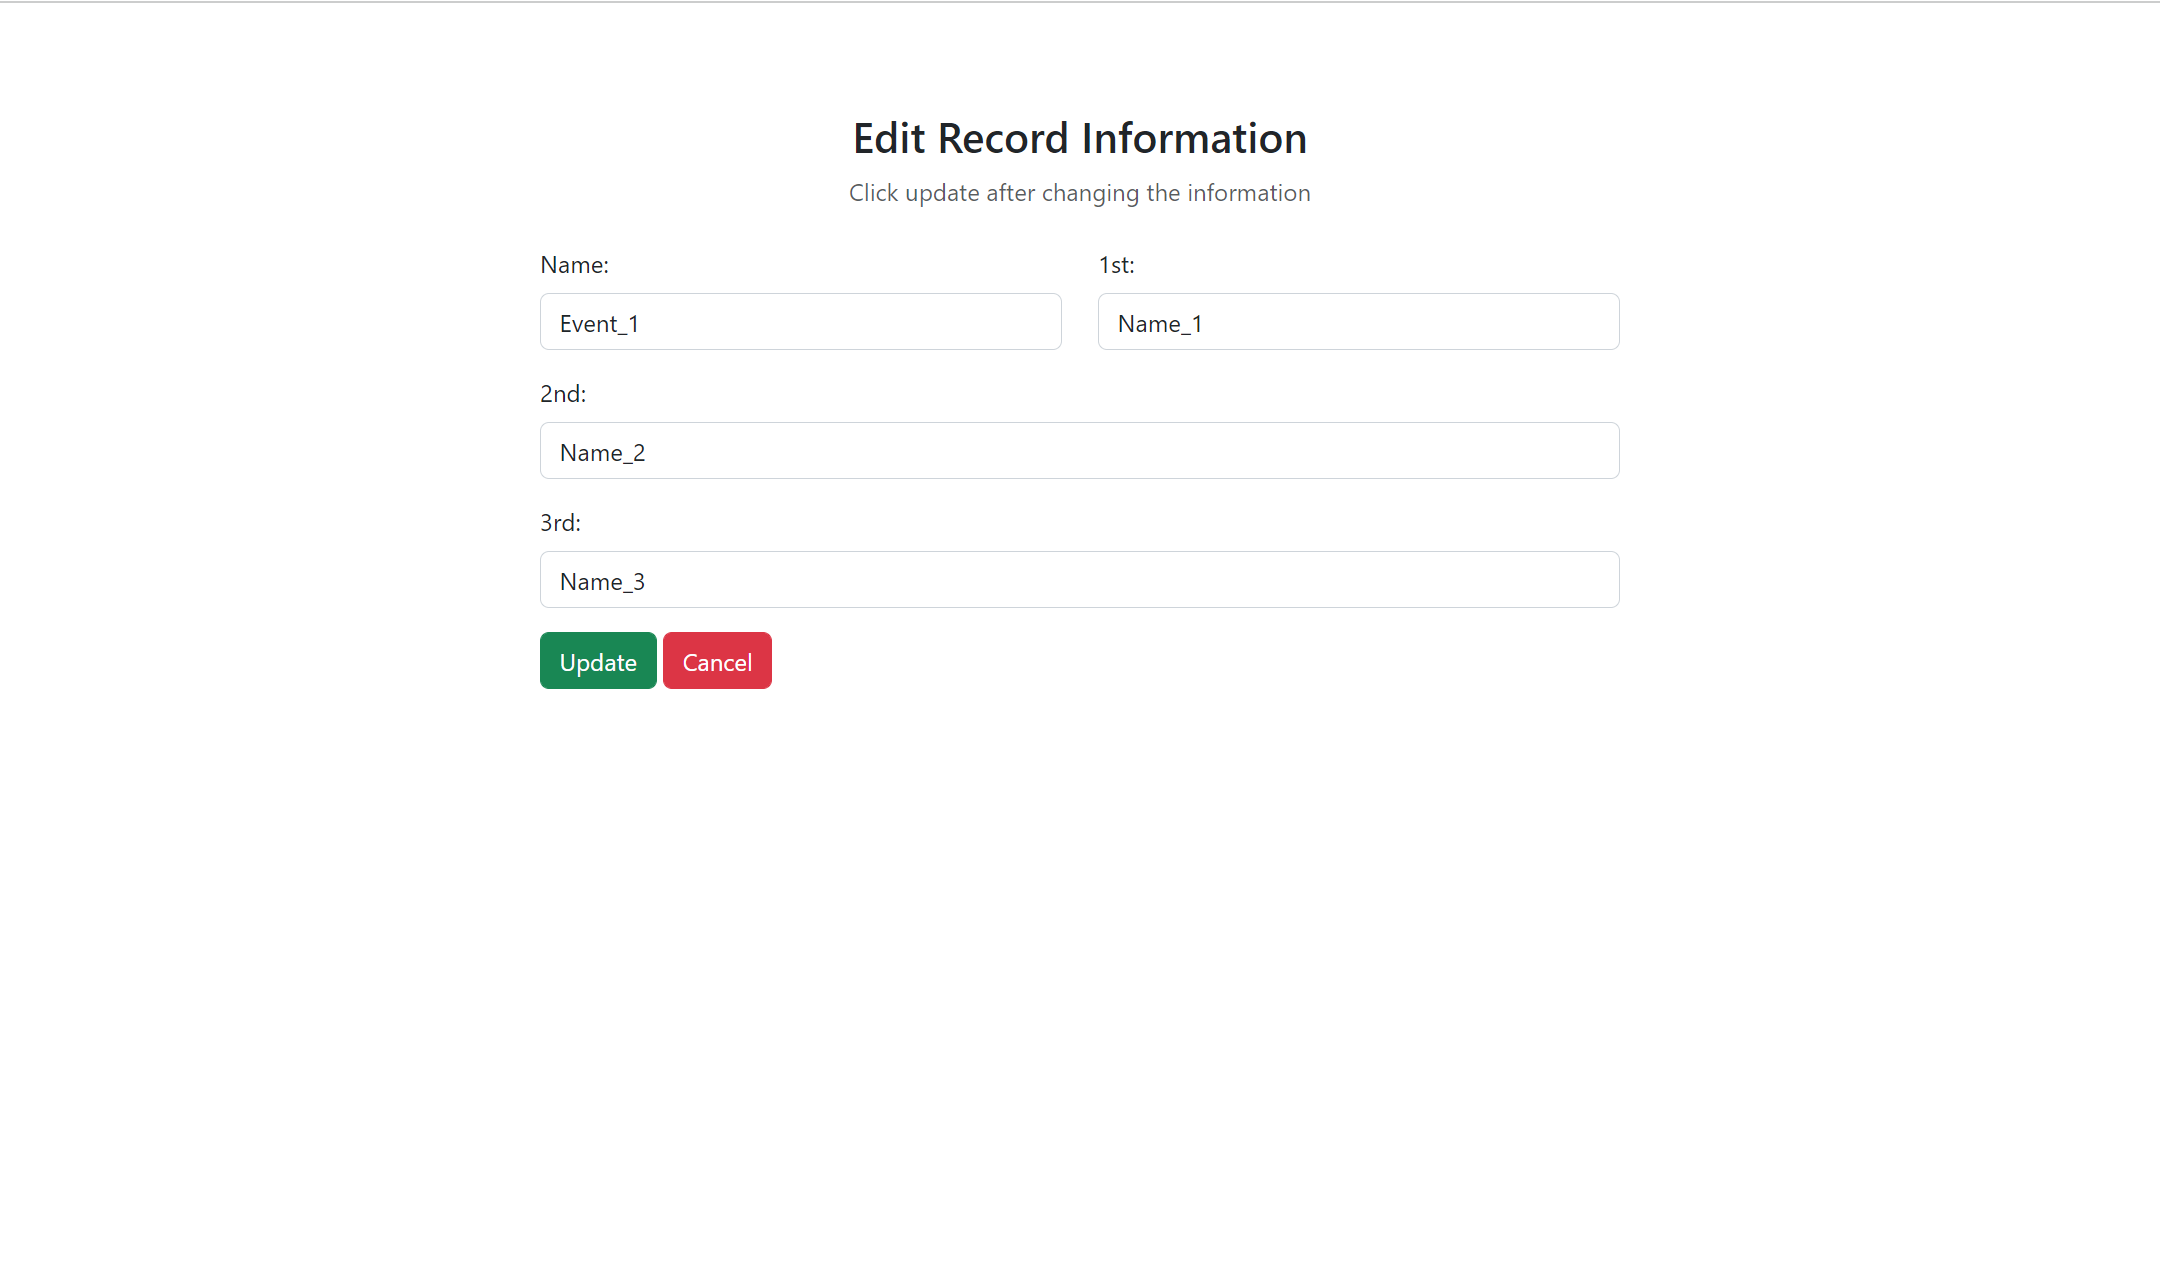 Edit Record Information
Click update after changing the information
Name: 1st:
Event_1 Name_1
2nd:
Name_2
3rd:
Name_3
Update Cancel